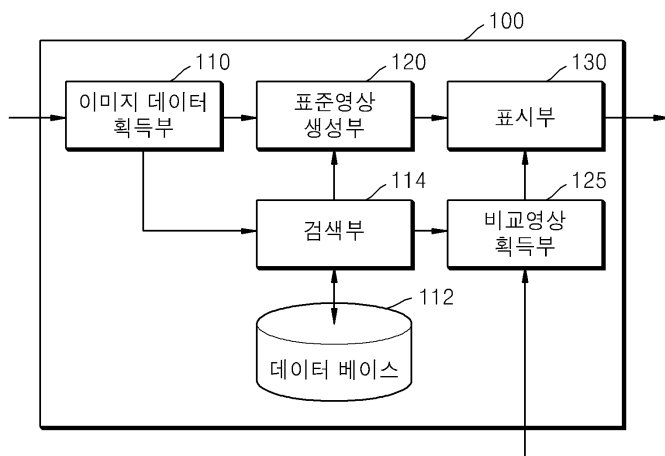 100
110
120
130
이미지 데이터
획득부
표준영상
생성부
표시부
114
125
검색부
비교영상
획득부
112
데이터 베이스